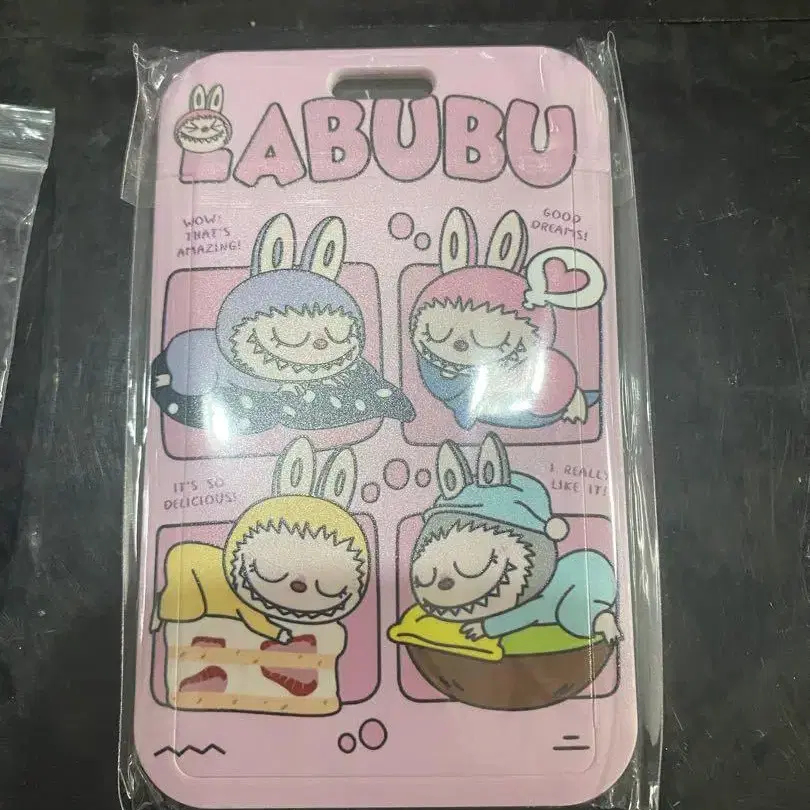 LABUBU
WOW!
THAT'S
AMAZING!
GOOD
DREAMS!
IT'S SO
DELICIOUS!
I REALLY
LIKE IT!